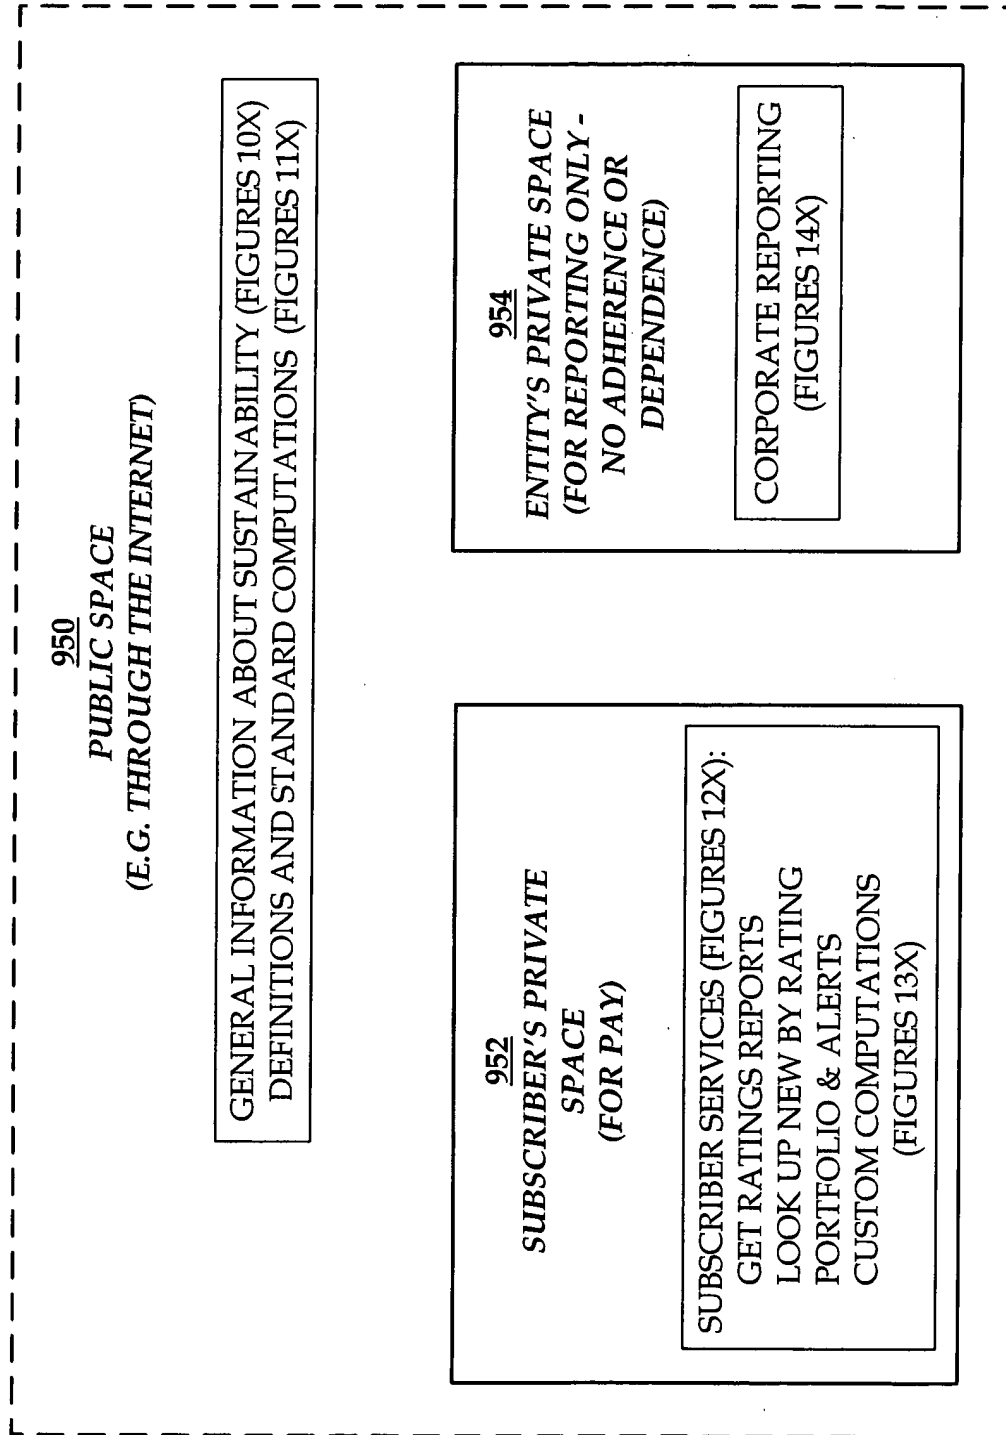 950
PUBLIC SPACE
(E.G. THROUGH THE INTERNET)
GENERAL INFORMATION ABOUT SUSTAINABILITY (FIGURES 10X)
DEFINITIONS AND STANDARD COMPUTATIONS (FIGURES 11X)
952
SUBSCRIBER'S PRIVATE
SPACE
(FOR PAY)
SUBSCRIBER SERVICES (FIGURES 12X):
GET RATINGS REPORTS
LOOK UP NEW BY RATING
PORTFOLIO & ALERTS
CUSTOM COMPUTATIONS
(FIGURES 13X)
954
ENTITY'S PRIVATE SPACE
(FOR REPORTING ONLY -
NO ADHERENCE OR
DEPENDENCE)
CORPORATE REPORTING
(FIGURES 14X)